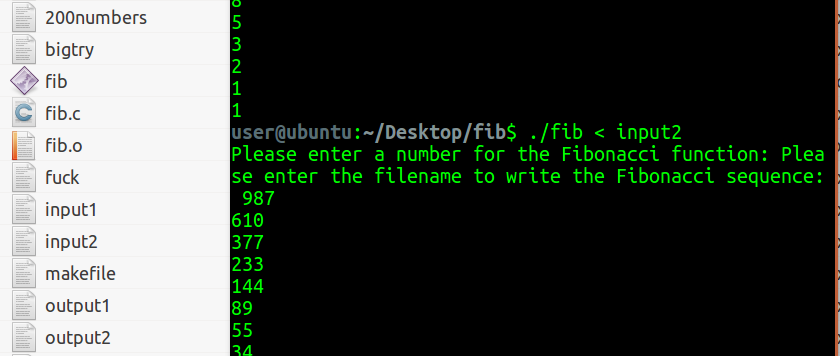 200numbers
bigtry
fib
fib.c
fib.o
fuck
input1
input2
makefile
output1
output2
8
5
3
2
1
1
user@ubuntu:~/Desktop/fib$ ./fib < input2
Please enter a number for the Fibonacci function: Plea
se enter the filename to write the Fibonacci sequence:
 987
610
377
233
144
89
55
34